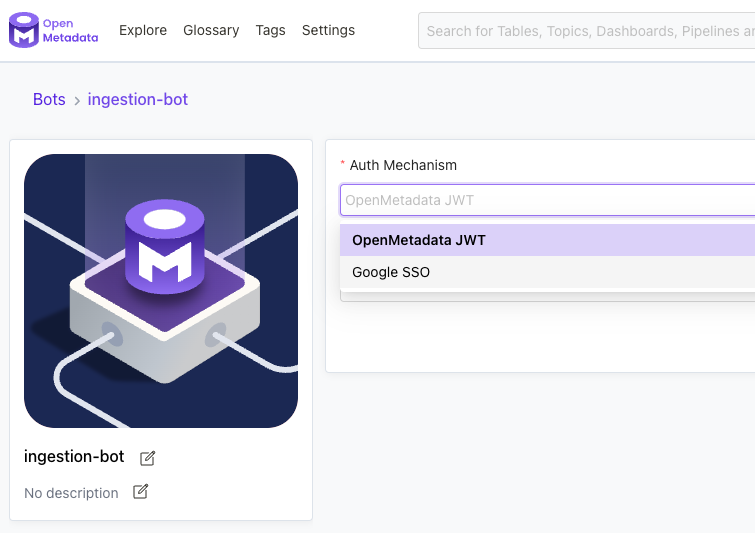 Open
Metadata
Explore Glossary Tags Settings
Search for Tables, Topics, Dashboards, Pipelines
Bots > ingestion-bot
* Auth Mechanism
OpenMetadata JWT
OpenMetadata JWT
Google SSO
ingestion-bot
No description